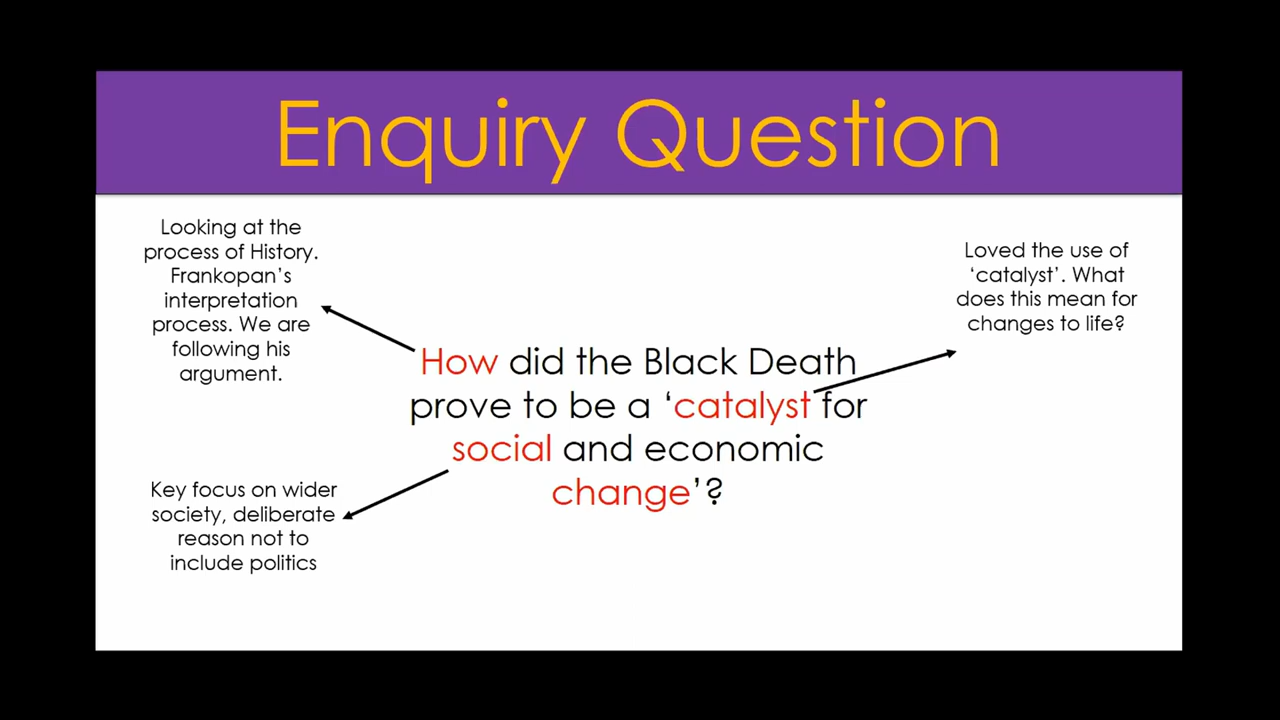 Enquiry Question
Looking at the
process of History.
Frankopan's
interpretation
process. We are
following his
argument.
Loved the use of
‘catalyst’. What
does this mean for
changes to life?
How did the Black Death
prove to be a ‘catalyst for
social and economic
change’?
Key focus on wider
society, deliberate
reason not to
include politics